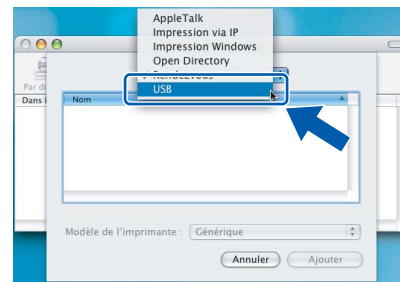 AppleTalk
Impression via IP
Impression Windows
Open Directory
Rendezvous
USB
Par dé
Dans l
Nom
Modèle de l'imprimante : Générique
Annuler Ajouter